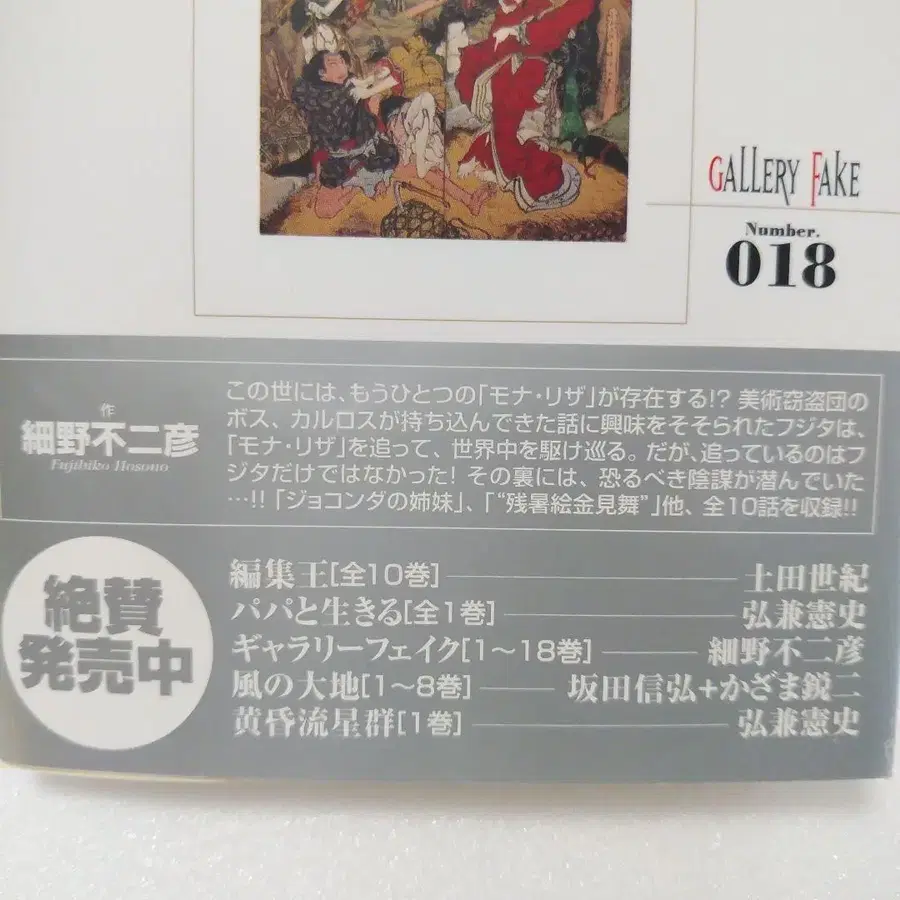 GALLERY FAKE
Number.
018
作
細野不二彦
Fujihiko Hosono
この世には、もうひとつの「モナ・リザ」が存在する!? 美術窃盗団の
ボス、カルロスが持ち込んできた話に興味をそそられたフジタは、
「モナ・リザ」を追って、世界中を駆け巡る。だが、追っているのはフ
ジタだけではなかった! その裏には、恐るべき陰謀が潜んでいた
…!!「ジョコンダの姉妹」、「“残暑絵金見舞”」他、全10話を収録!!
絶賛
発売中
編集王[全10巻] 土田世紀
パパと生きる[全1巻] 弘兼憲史
ギャラリーフェイク[1〜18巻] 細野不二彦
風の大地[1〜8巻] 坂田信弘+かざま鋭二
黄昏流星群[1巻] 弘兼憲史